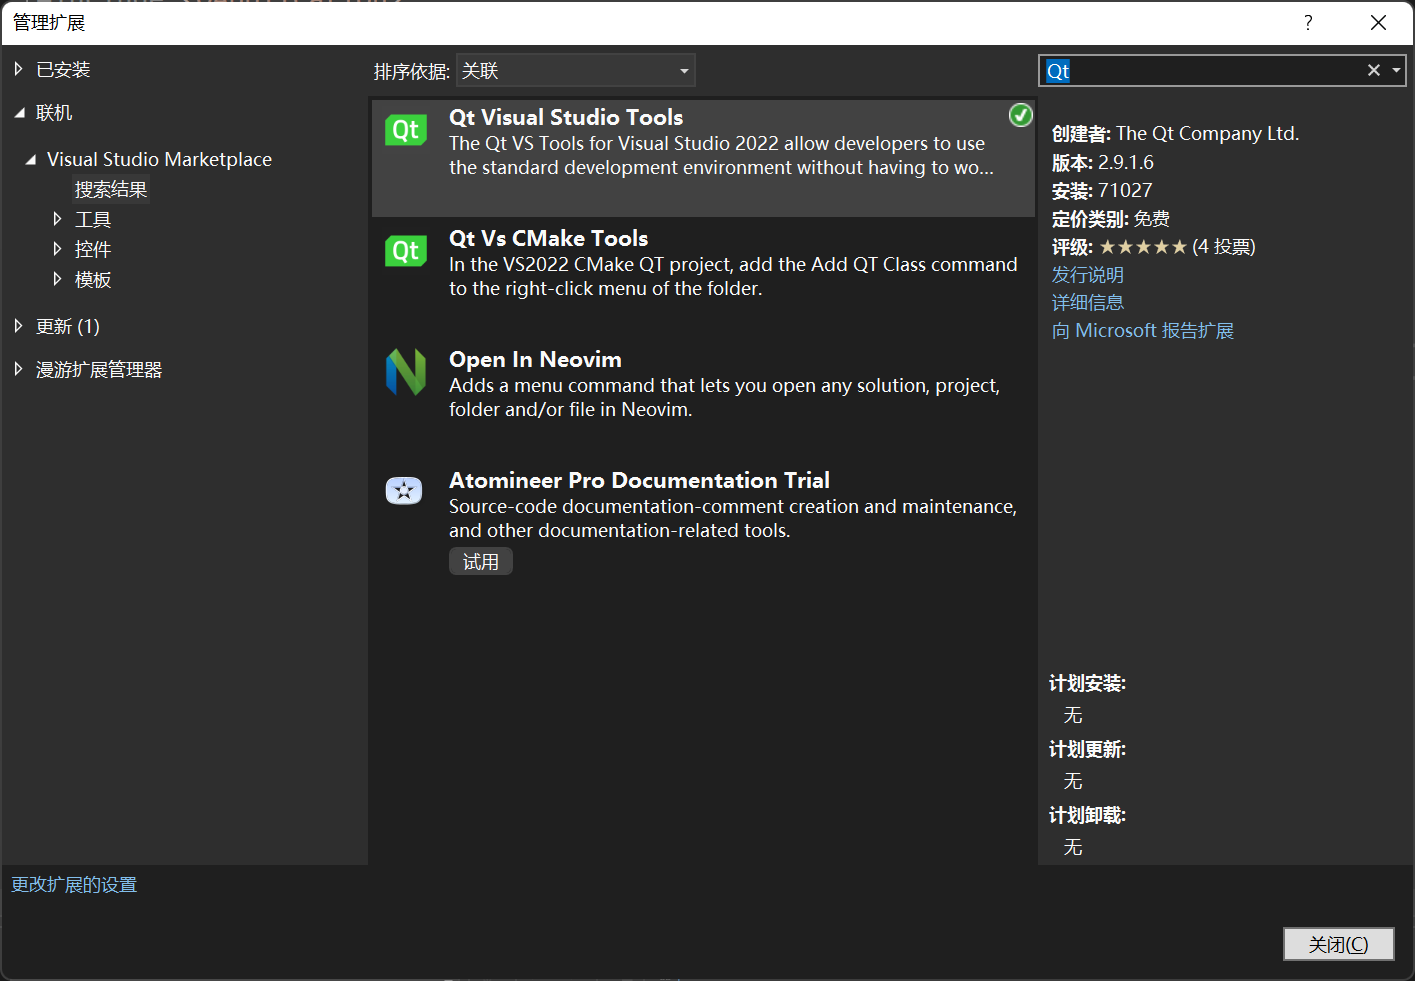 管理扩展
?
已安装
联机
Visual Studio Marketplace
搜索结果
工具
控件
模板
更新 (1)
漫游扩展管理器
排序依据: 关联
Qt
Qt Visual Studio Tools
The Qt VS Tools for Visual Studio 2022 allow developers to use
the standard development environment without having to wo...
Qt
Qt Vs CMake Tools
In the VS2022 CMake QT project, add the Add QT Class command
to the right-click menu of the folder.
Open In Neovim
Adds a menu command that lets you open any solution, project,
folder and/or file in Neovim.
Atomineer Pro Documentation Trial
Source-code documentation-comment creation and maintenance,
and other documentation-related tools.
试用
Qt
创建者: The Qt Company Ltd.
版本: 2.9.1.6
安装: 71027
定价类别: 免费
评级: ★★★★★ (4 投票)
发行说明
详细信息
向 Microsoft 报告扩展
计划安装:
无
计划更新:
无
计划卸载:
无
更改扩展的设置
关闭(C)